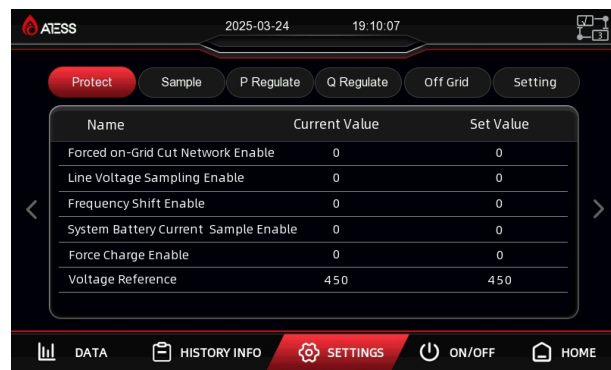 ATESS 2025-03-24 19:10:07
3
Protect Sample P Regulate Q Regulate Off Grid Setting
Name Current Value Set Value
Forced on-Grid Cut Network Enable 0 0
Line Voltage Sampling Enable 0 0
Frequency Shift Enable 0 0
System Battery Current Sample Enable 0 0
Force Charge Enable 0 0
Voltage Reference 450 450
DATA HISTORY INFO SETTINGS ON/OFF HOME